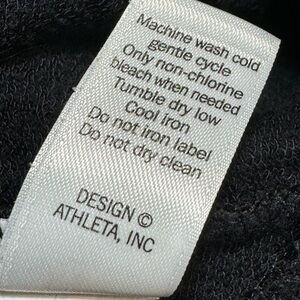 Machine wash cold
gentle cycle
Only non-chlorine
bleach when needed
Tumble dry low
Cool iron
Do not iron label
Do not dry clean
DESIGN ©
ATHLETA, INC